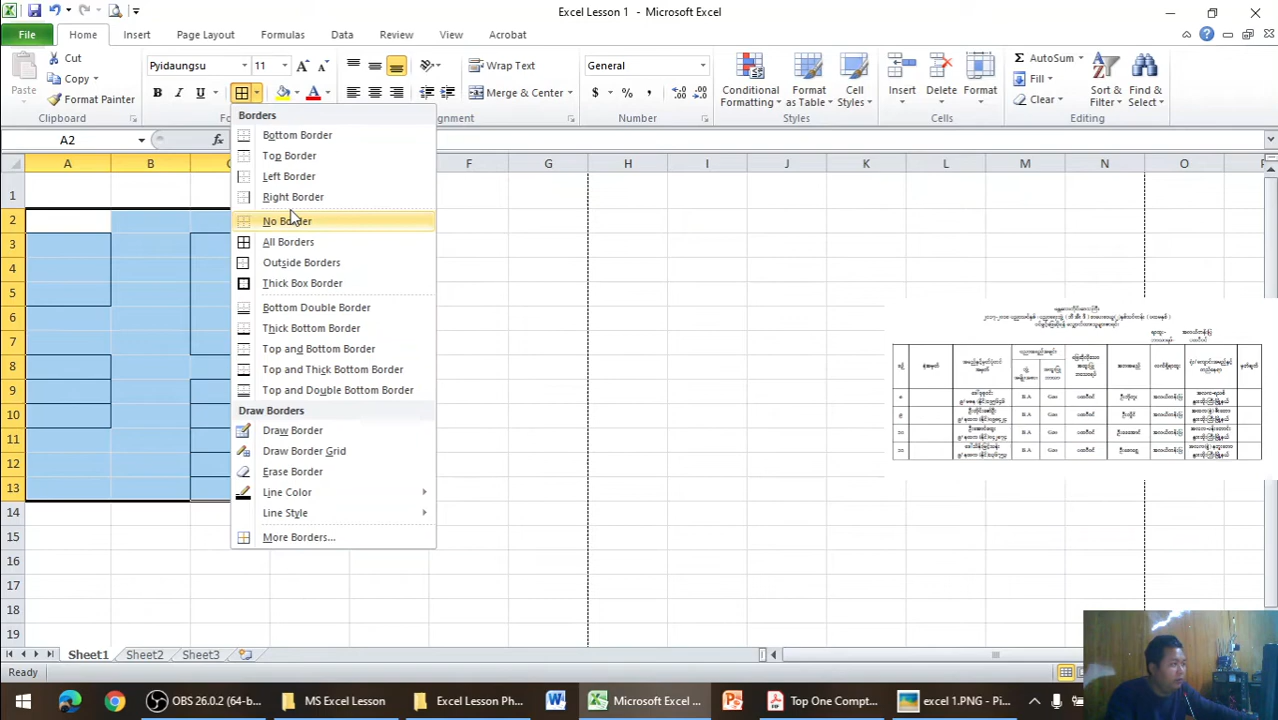 Excel Lesson 1 - Microsoft Excel
File Home Insert Page Layout Formulas Data Review View Acrobat
Cut
Copy
Format Painter
Paste
Clipboard
Pyidaungsu 11
B I U
Wrap Text
Merge & Center
General
$ % ,
Number
Conditional Formatting
Format as Table
Cell Styles
Styles
Insert Delete Format
Cells
AutoSum
Fill
Clear
Sort & Filter
Find & Select
Editing
A2
fx
Borders
Bottom Border
Top Border
Left Border
Right Border
No Border
All Borders
Outside Borders
Thick Box Border
Bottom Double Border
Thick Bottom Border
Top and Bottom Border
Top and Thick Bottom Border
Top and Double Bottom Border
Draw Borders
Draw Border
Draw Border Grid
Erase Border
Line Color
Line Style
More Borders...
A B F G H I J K L M N O
1
2
3
4
5
6
7
8
9
10
11
12
13
14
15
16
17
18
19
B.A
B.A
B.A
B.A
Sheet1 Sheet2 Sheet3
Ready
OBS 26.0.2 (64-b...
MS Excel Lesson
Excel Lesson Ph...
Microsoft Excel ...
Top One Compt...
excel 1.PNG - Pi...